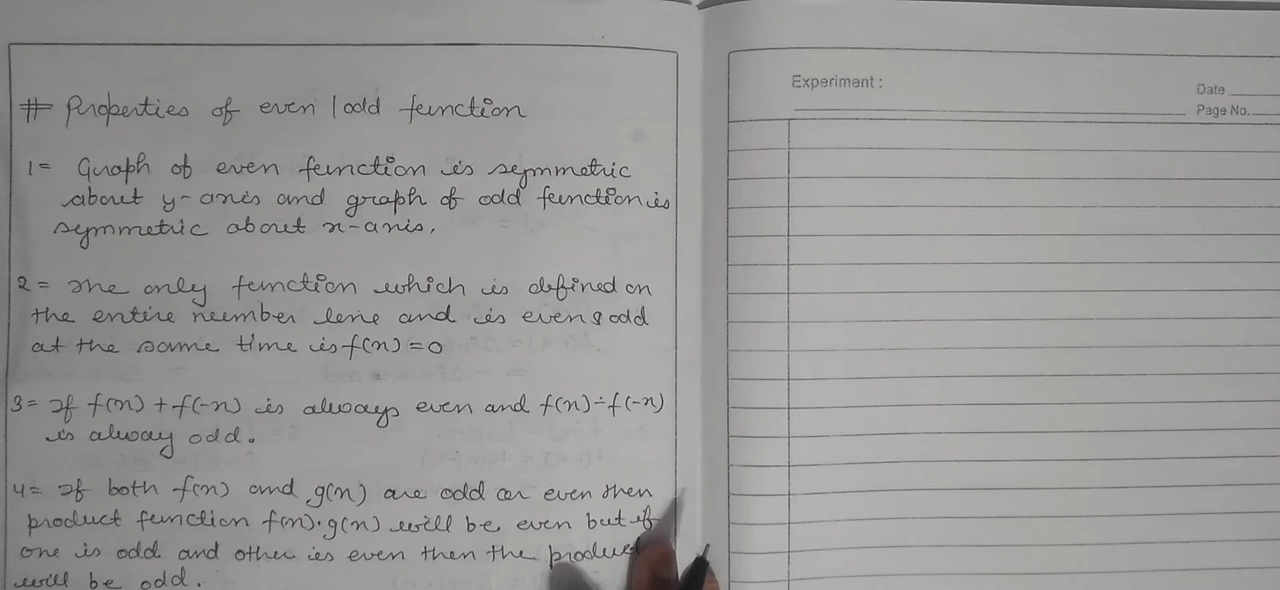 # Properties of even / odd function
1= Graph of even function is symmetric
about y-axis and graph of odd function is
symmetric about x-axis.
2= The only function which is defined on
the entire number line and is even & odd
at the same time is f(x)=0
3= If f(x) + f(-x) is always even and f(x)-f(-x)
is alway odd.
4= If both f(x) and g(x) are odd or even then
product function f(x).g(x) will be even but if
one is odd and other is even then the product
will be odd.
Experiment :
Date
Page No.